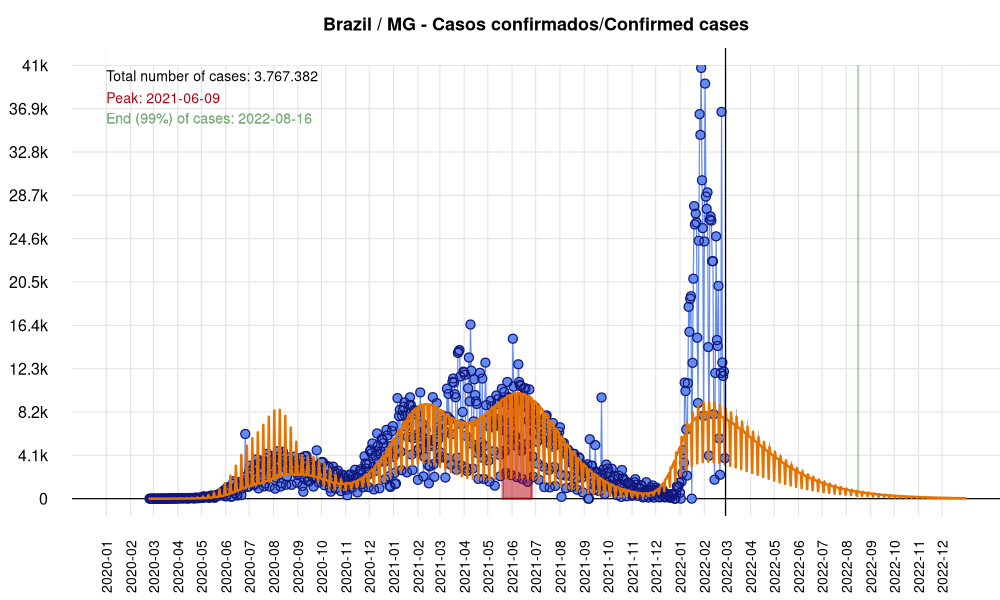 Brazil / MG - Casos confirmados/Confirmed cases
Total number of cases: 3.767.382
Peak: 2021-06-09
End (99%) of cases: 2022-08-16
41k
36.9k
32.8k
28.7k
24.6k
20.5k
16.4k
12.3k
8.2k
4.1k
0
2020-01
2020-02
2020-03
2020-04
2020-05
2020-06
2020-07
2020-08
2020-09
2020-10
2020-11
2020-12
2021-01
2021-02
2021-03
2021-04
2021-05
2021-06
2021-07
2021-08
2021-09
2021-10
2021-11
2021-12
2022-01
2022-02
2022-03
2022-04
2022-05
2022-06
2022-07
2022-08
2022-09
2022-10
2022-11
2022-12